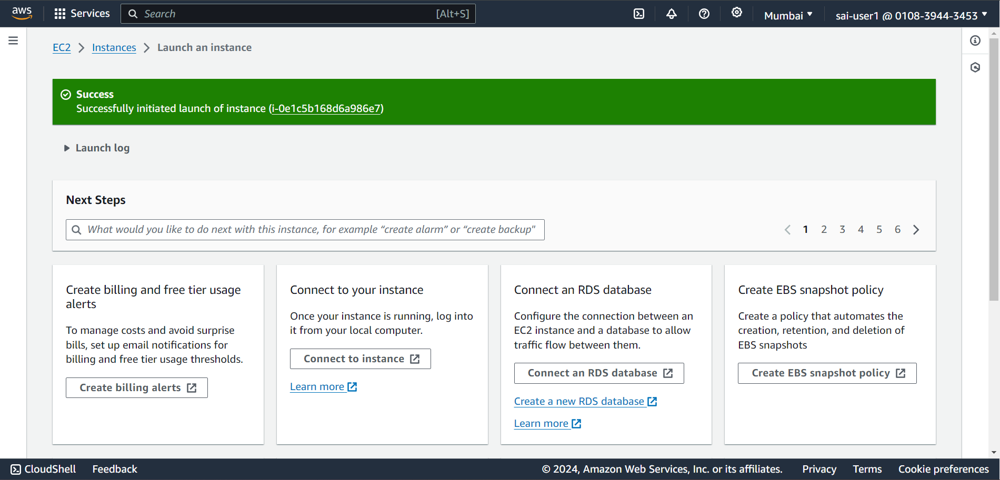 aws Services Search [Alt+S] Mumbai sai-user1 @ 0108-3944-3453
EC2 Instances Launch an instance
Success
Successfully initiated launch of instance (i-0e1c5b168d6a986e7)
Launch log
Next Steps
What would you like to do next with this instance, for example “create alarm” or “create backup"
1 2 3 4 5 6
Create billing and free tier usage
alerts
To manage costs and avoid surprise
bills, set up email notifications for
billing and free tier usage thresholds.
Create billing alerts
Connect to your instance
Once your instance is running, log into
it from your local computer.
Connect to instance
Learn more
Connect an RDS database
Configure the connection between an
EC2 instance and a database to allow
traffic flow between them.
Connect an RDS database
Create a new RDS database
Learn more
Create EBS snapshot policy
Create a policy that automates the
creation, retention, and deletion of
EBS snapshots
Create EBS snapshot policy
CloudShell Feedback © 2024, Amazon Web Services, Inc. or its affiliates. Privacy Terms Cookie preferences